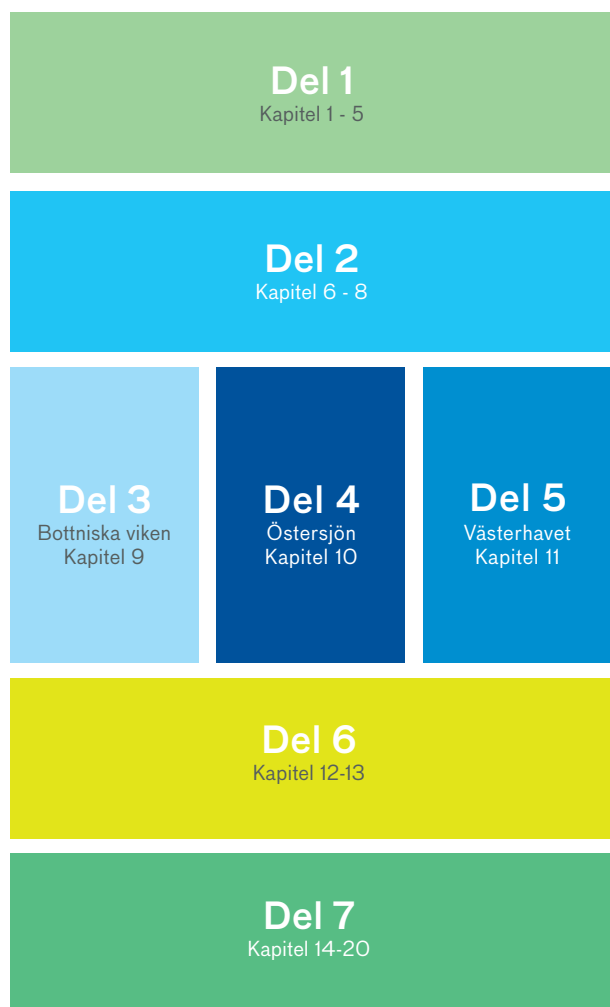 Del 1
Kapitel 1 - 5
Del 2
Kapitel 6 - 8
Del 3
Bottniska viken
Kapitel 9
Del 4
Östersjön
Kapitel 10
Del 5
Västerhavet
Kapitel 11
Del 6
Kapitel 12-13
Del 7
Kapitel 14-20